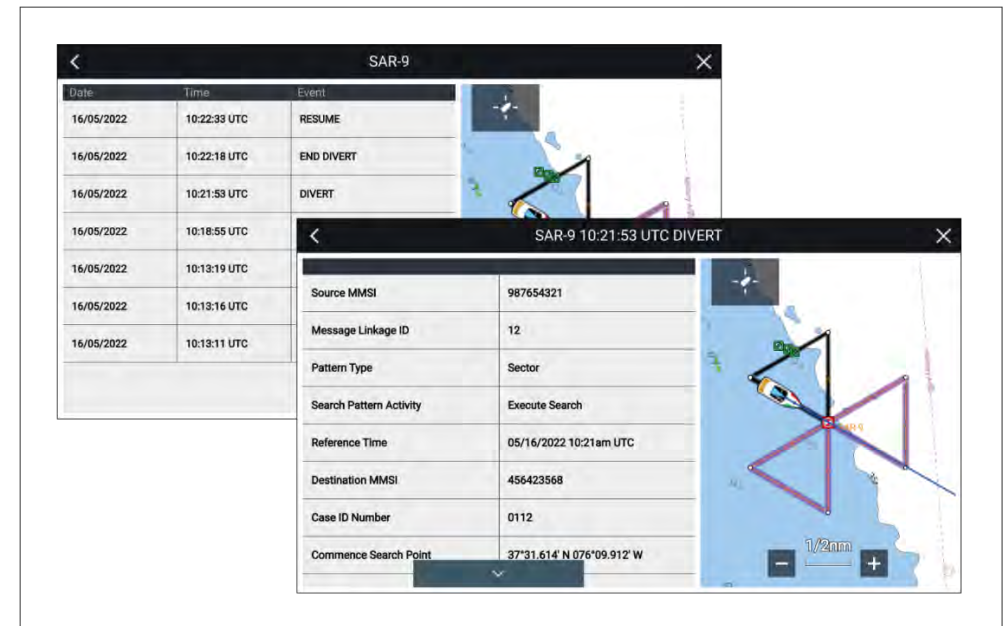 SAR-9
Date Time Event
16/05/2022 10:22:33 UTC RESUME
16/05/2022 10:22:18 UTC END DIVERT
16/05/2022 10:21:53 UTC DIVERT
16/05/2022 10:18:55 UTC
16/05/2022 10:13:19 UTC
16/05/2022 10:13:16 UTC
16/05/2022 10:13:11 UTC
SAR-9 10:21:53 UTC DIVERT
Source MMSI 987654321
Message Linkage ID 12
Pattern Type Sector
Search Pattern Activity Execute Search
Reference Time 05/16/2022 10:21am UTC
Destination MMSI 456423568
Case ID Number 0112
Commence Search Point 37°31.614' N 076°09.912' W
SAR-9
1/2nm